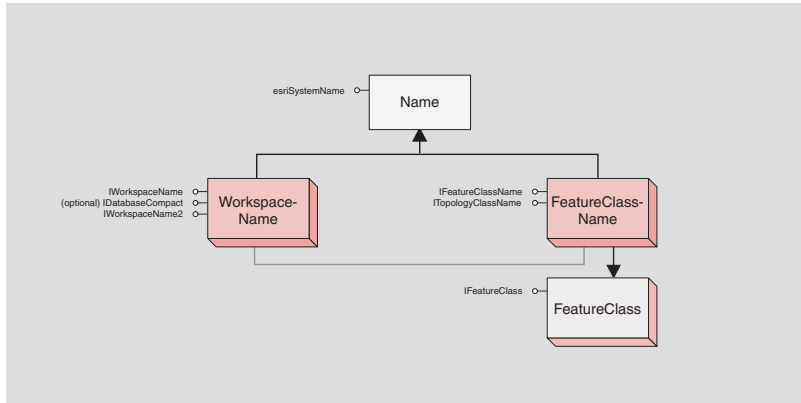 esriSystemName
Name
IWorkspaceName
(optional) IDatabaseCompact
IWorkspaceName2
Workspace-
Name
IFeatureClassName
ITopologyClassName
FeatureClass-
Name
IFeatureClass
FeatureClass